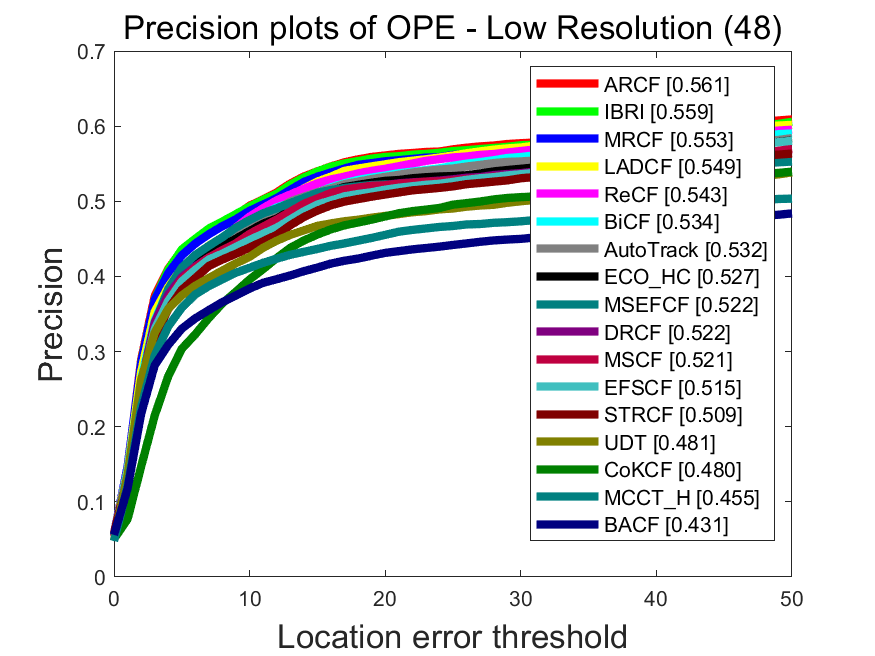 Precision plots of OPE - Low Resolution (48)
0.7
0.6
0.5
0.4
0.3
0.2
0.1
0
Precision
ARCF [0.561]
IBRI [0.559]
MRCF [0.553]
LADCF [0.549]
ReCF [0.543]
BiCF [0.534]
AutoTrack [0.532]
ECO_HC [0.527]
MSEFCF [0.522]
DRCF [0.522]
MSCF [0.521]
EFSCF [0.515]
STRCF [0.509]
UDT [0.481]
CoKCF [0.480]
MCCT_H [0.455]
BACF [0.431]
0 10 20 30 40 50
Location error threshold